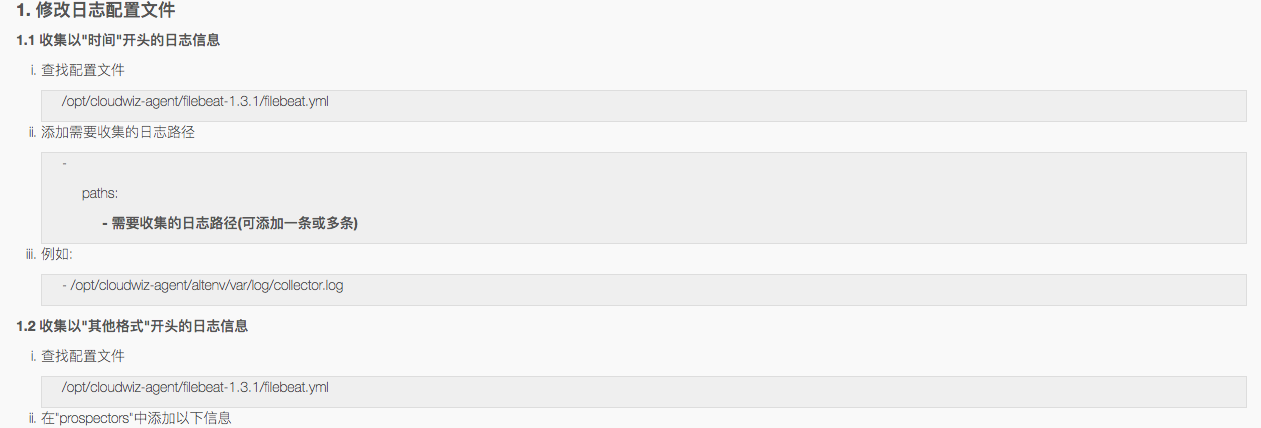 1. 修改日志配置文件
1.1 收集以"时间"开头的日志信息
i. 查找配置文件
/opt/cloudwiz-agent/filebeat-1.3.1/filebeat.yml
ii. 添加需要收集的日志路径
-
paths:
- 需要收集的日志路径(可添加一条或多条)
iii. 例如:
- /opt/cloudwiz-agent/altenv/var/log/collector.log
1.2 收集以"其他格式"开头的日志信息
i. 查找配置文件
/opt/cloudwiz-agent/filebeat-1.3.1/filebeat.yml
ii. 在"prospectors"中添加以下信息